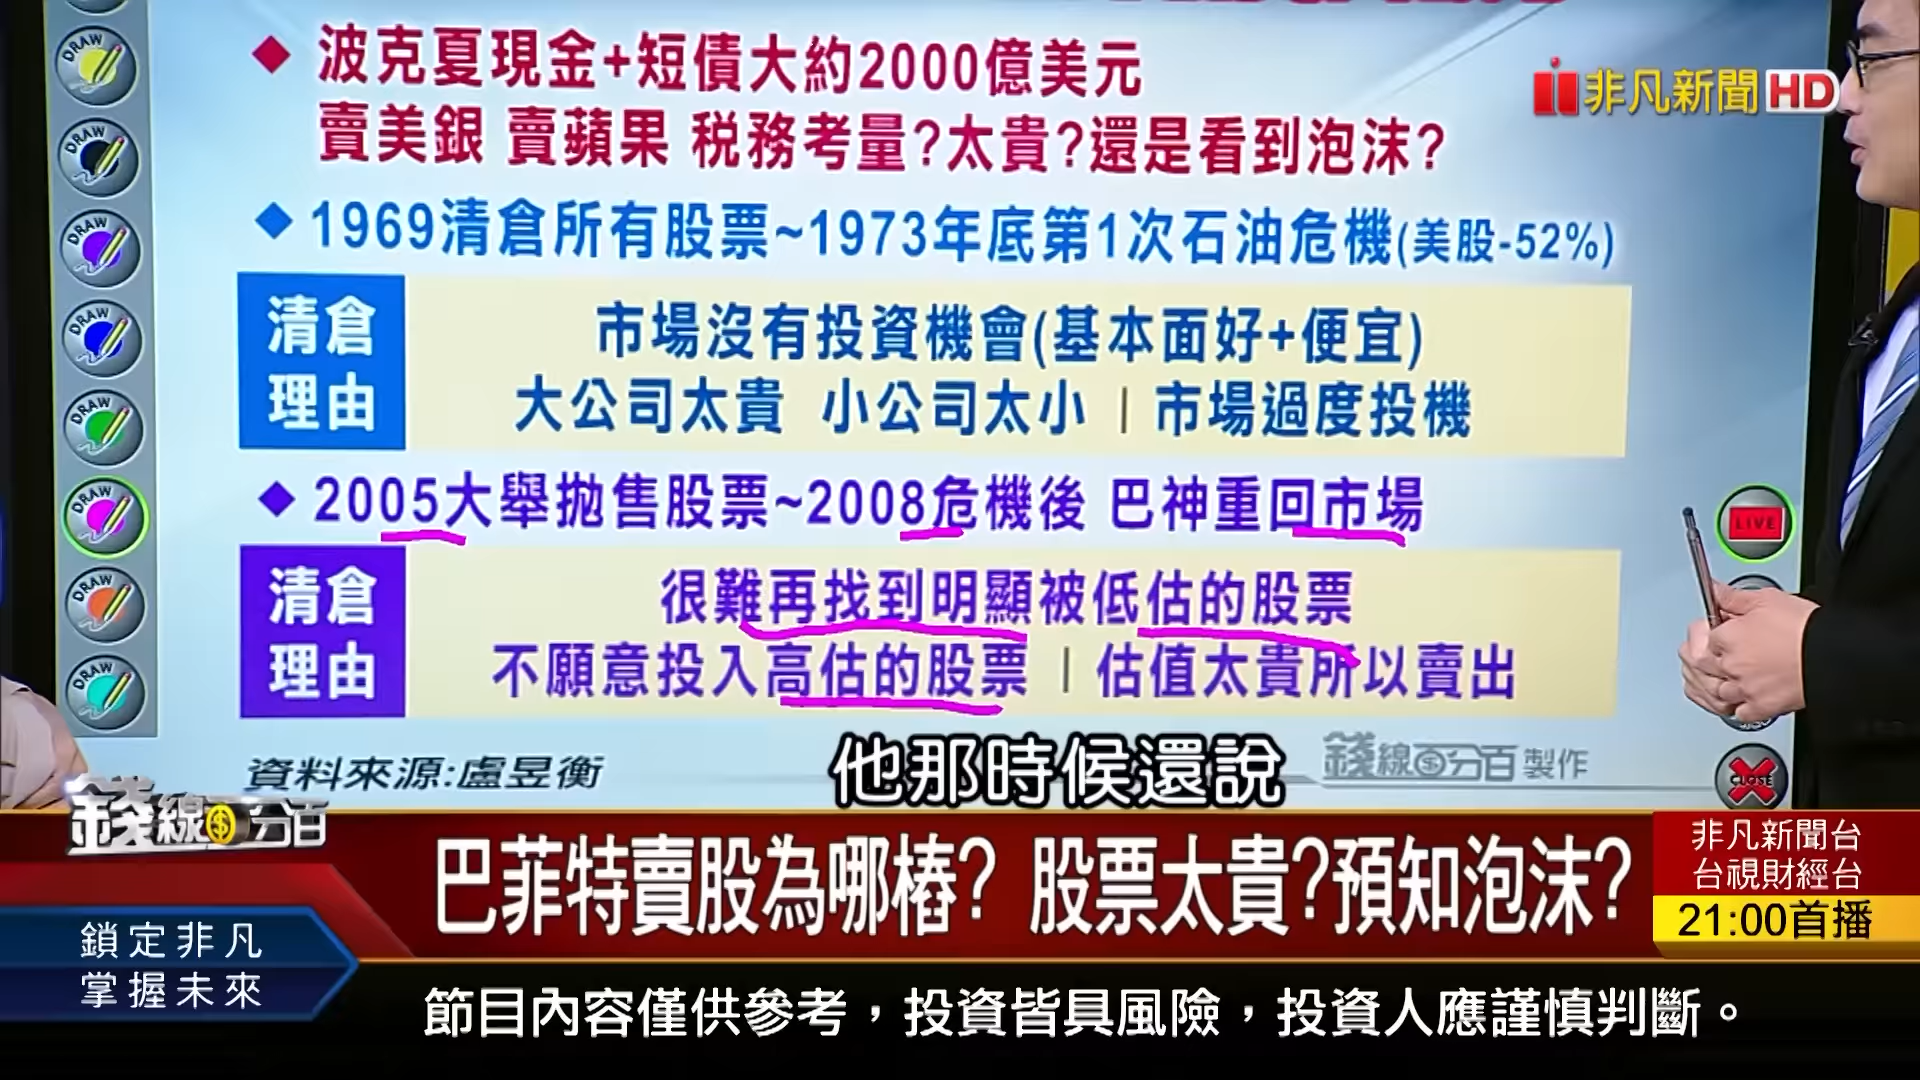 波克夏現金+短債大約2000億美元
賣美銀 賣蘋果 稅務考量?太貴?還是看到泡沫?
非凡新聞HD
1969清倉所有股票~1973年底第1次石油危機(美股-52%)
清倉理由
市場沒有投資機會(基本面好+便宜)
大公司太貴 小公司太小｜市場過度投機
2005大舉拋售股票~2008危機後 巴神重回市場
清倉理由
很難再找到明顯被低估的股票
不願意投入高估的股票｜估值太貴所以賣出
DRAW
DRAW
DRAW
DRAW
DRAW
DRAW
DRAW
DRAW
LIVE
CLOSE
資料來源:盧昱衡
他那時候還說
錢線百分百製作
錢線百分百
巴菲特賣股為哪樁? 股票太貴?預知泡沫?
非凡新聞台
台視財經台
21:00首播
鎖定非凡
掌握未來
節目內容僅供參考，投資皆具風險，投資人應謹慎判斷。